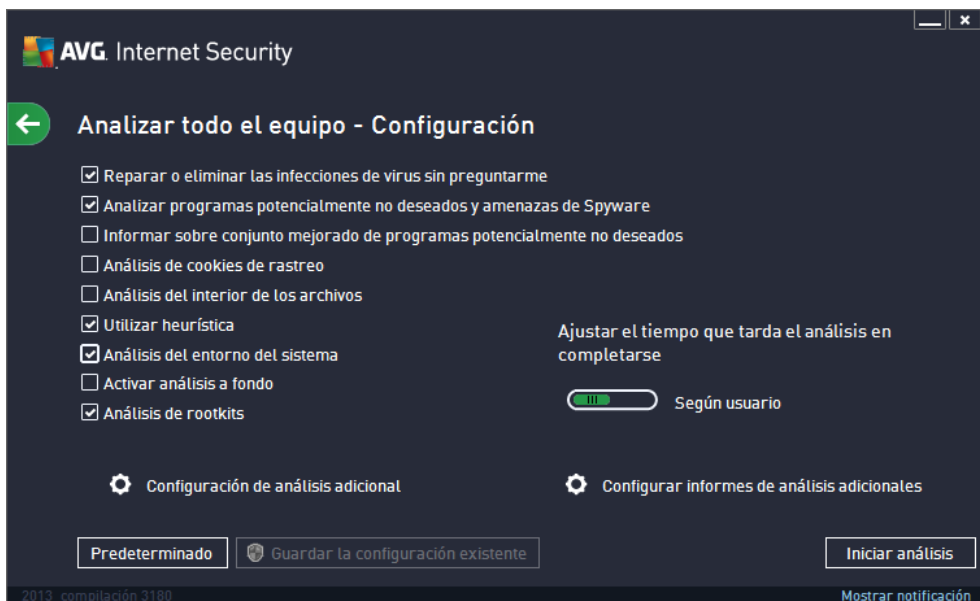 AVG. Internet Security
Analizar todo el equipo - Configuración
Reparar o eliminar las infecciones de virus sin preguntarme
Analizar programas potencialmente no deseados y amenazas de Spyware
Informar sobre conjunto mejorado de programas potencialmente no deseados
Análisis de cookies de rastreo
Análisis del interior de los archivos
Utilizar heurística
Análisis del entorno del sistema
Activar análisis a fondo
Análisis de rootkits
Ajustar el tiempo que tarda el análisis en
completarse
Según usuario
Configuración de análisis adicional
Configurar informes de análisis adicionales
Predeterminado
Guardar la configuración existente
Iniciar análisis
2013 compilación 3180
Mostrar notificación